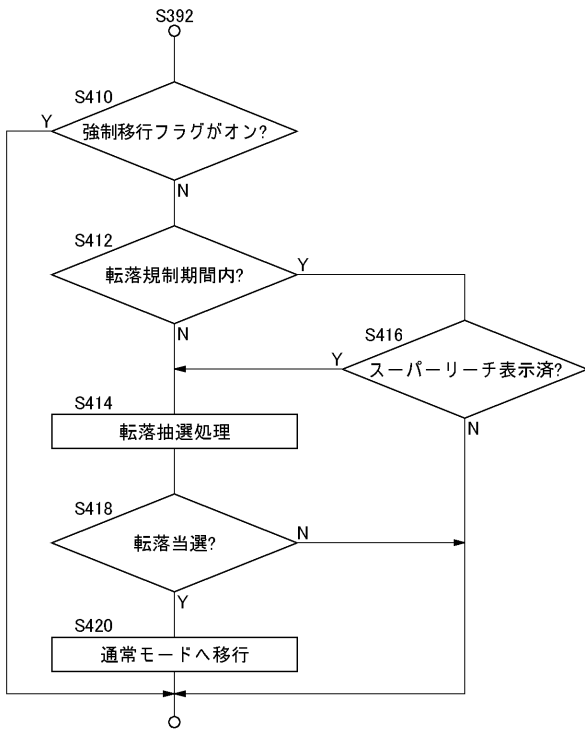 S392
S410
Y
強制移行フラグがオン?
N
S412
転落規制期間内?
Y
N
S416
Y
スーパーリーチ表示済?
N
S414
転落抽選処理
S418
転落当選?
N
Y
S420
通常モードへ移行